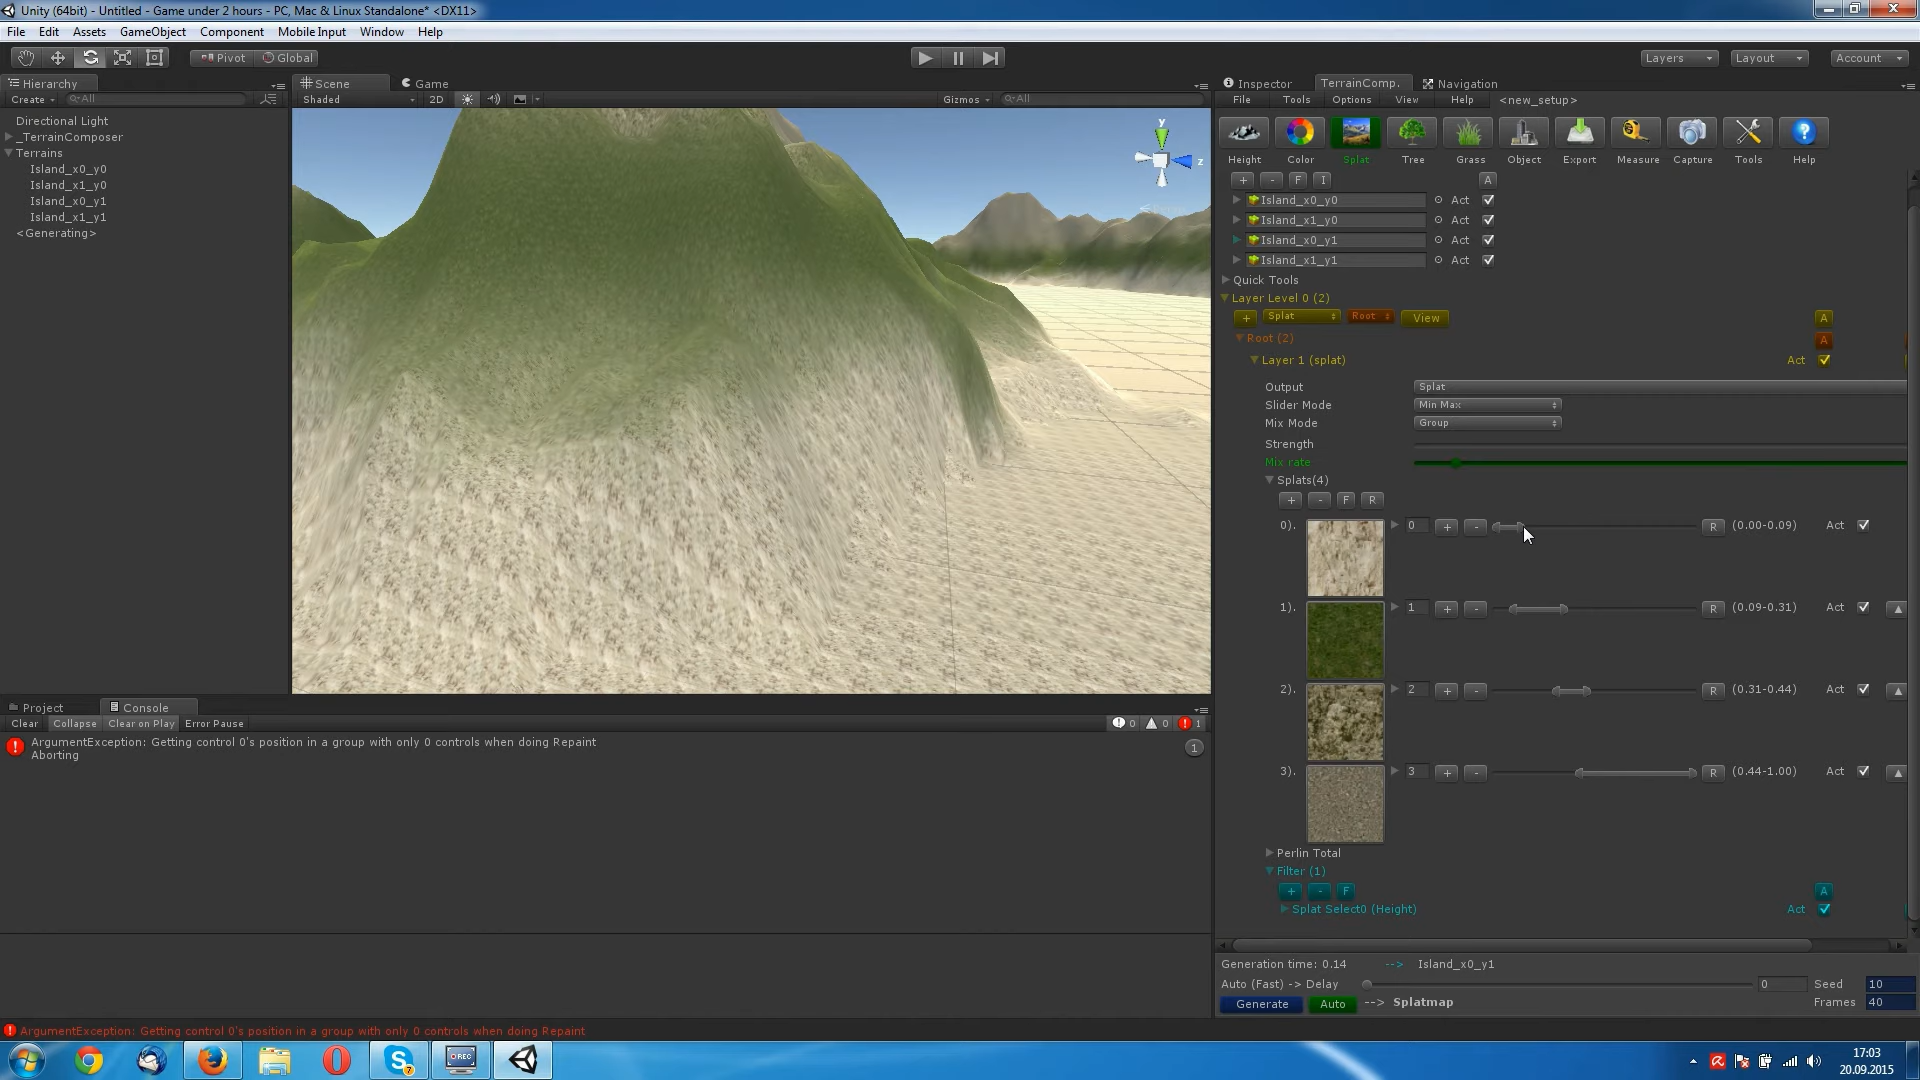 Unity (64bit) - Untitled - Game under 2 hours - PC, Mac & Linux Standalone* <DX11>
File Edit Assets GameObject Component Mobile Input Window Help
Pivot Global Layers Layout Account
Hierarchy
Create All
Directional Light
_TerrainComposer
Terrains
Island_x0_y0
Island_x1_y0
Island_x0_y1
Island_x1_y1
<Generating>
Scene Game
Shaded 2D Gizmos All
y
z
Inspector TerrainComp. Navigation
File Tools Options View Help <new_setup>
Height Color Splat Tree Grass Object Export Measure Capture Tools Help
+ - F I A
Island_x0_y0 Act
Island_x1_y0 Act
Island_x0_y1 Act
Island_x1_y1 Act
Quick Tools
Layer Level 0 (2)
+ Splat Root View A
Root (2) A
Layer 1 (splat) Act
Output Splat
Slider Mode Min Max
Mix Mode Group
Strength
Mix rate
Splats(4)
+ - F R
0). 0 + - R (0.00-0.09) Act
1). 1 + - R (0.09-0.31) Act
2). 2 + - R (0.31-0.44) Act
3). 3 + - R (0.44-1.00) Act
Perlin Total
Filter (1)
+ - F A
Splat Select0 (Height) Act
Generation time: 0.14 --> Island_x0_y1
Auto (Fast) -> Delay 0 Seed 10
Generate Auto --> Splatmap Frames 40
Project Console
Clear Collapse Clear on Play Error Pause 0 0 1
ArgumentException: Getting control 0's position in a group with only 0 controls when doing Repaint
Aborting
1
ArgumentException: Getting control 0's position in a group with only 0 controls when doing Repaint
REC
7
17:03
20.09.2015